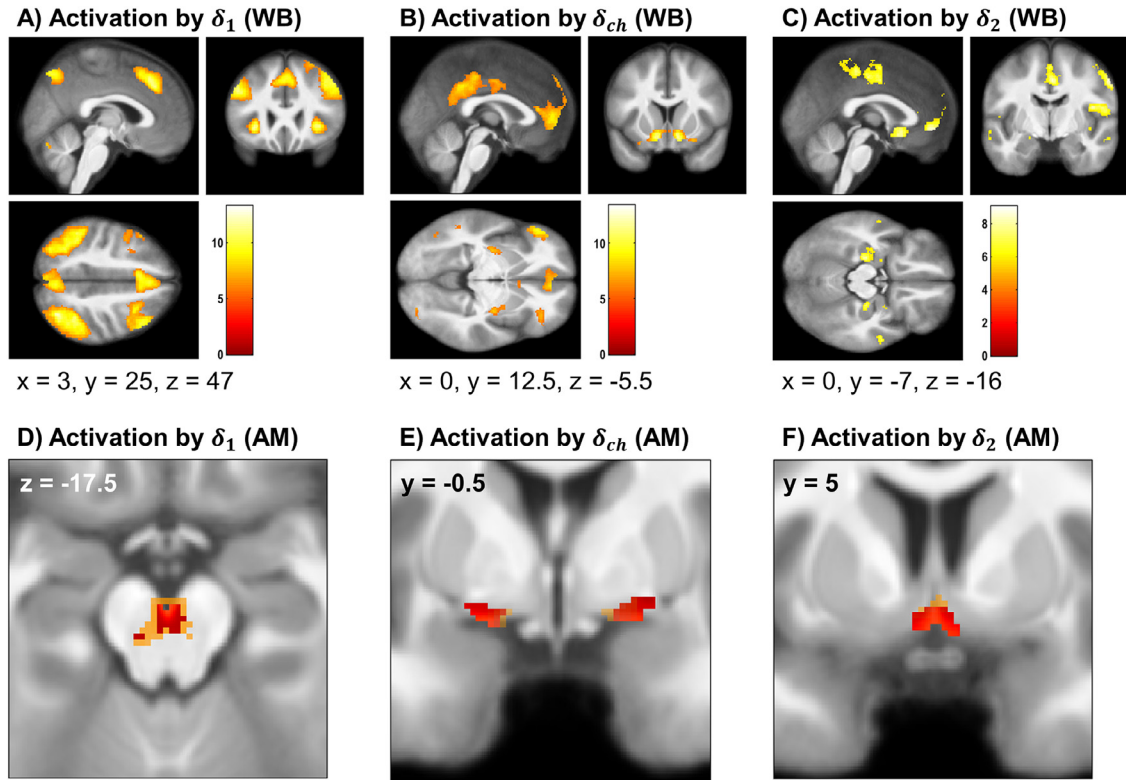 A) Activation by δ₁ (WB)
B) Activation by δ_ch (WB)
C) Activation by δ₂ (WB)
10
5
0
10
5
0
8
6
4
2
0
x = 3, y = 25, z = 47
x = 0, y = 12.5, z = -5.5
x = 0, y = -7, z = -16
D) Activation by δ₁ (AM)
E) Activation by δ_ch (AM)
F) Activation by δ₂ (AM)
z = -17.5
y = -0.5
y = 5